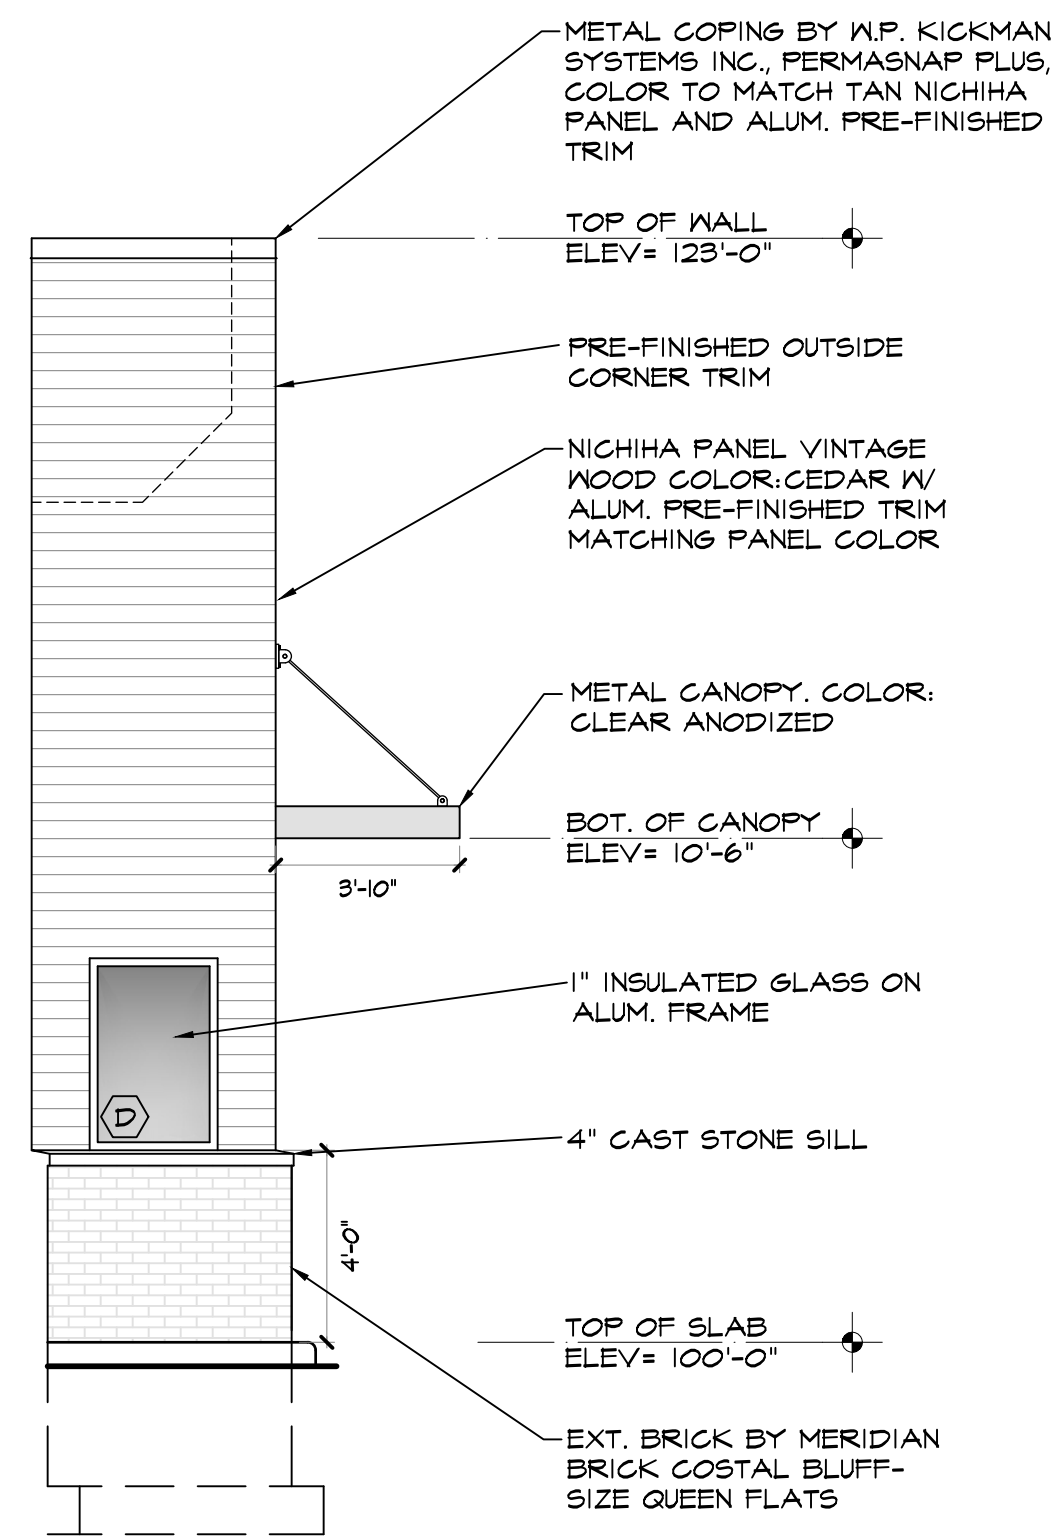 METAL COPING BY W.P. KICKMAN
SYSTEMS INC., PERMASNAP PLUS,
COLOR TO MATCH TAN NICHIHA
PANEL AND ALUM. PRE-FINISHED
TRIM
TOP OF WALL
ELEV= 123'-0"
PRE-FINISHED OUTSIDE
CORNER TRIM
NICHIHA PANEL VINTAGE
WOOD COLOR:CEDAR W/
ALUM. PRE-FINISHED TRIM
MATCHING PANEL COLOR
METAL CANOPY. COLOR:
CLEAR ANODIZED
BOT. OF CANOPY
ELEV= 10'-6"
3'-10"
1" INSULATED GLASS ON
ALUM. FRAME
D
4" CAST STONE SILL
4'-0"
TOP OF SLAB
ELEV= 100'-0"
EXT. BRICK BY MERIDIAN
BRICK COSTAL BLUFF-
SIZE QUEEN FLATS